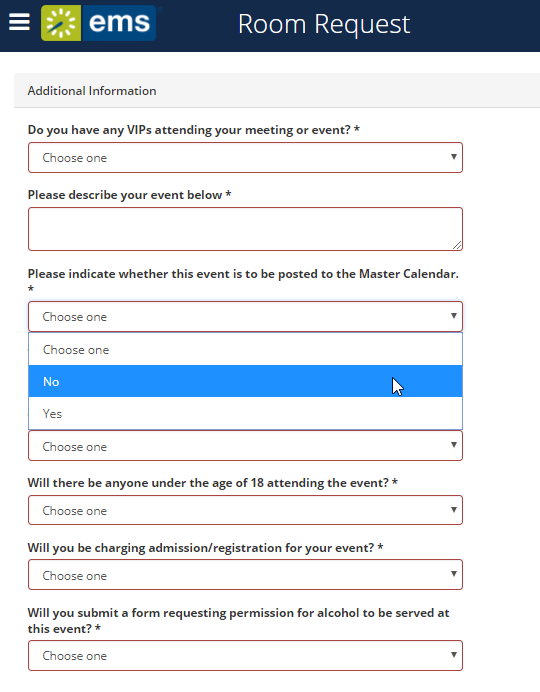 ems
Room Request
Additional Information
Do you have any VIPs attending your meeting or event? *
Choose one
Please describe your event below *
Please indicate whether this event is to be posted to the Master Calendar.
*
Choose one
Choose one
No
Yes
Choose one
Will there be anyone under the age of 18 attending the event? *
Choose one
Will you be charging admission/registration for your event? *
Choose one
Will you submit a form requesting permission for alcohol to be served at
this event? *
Choose one